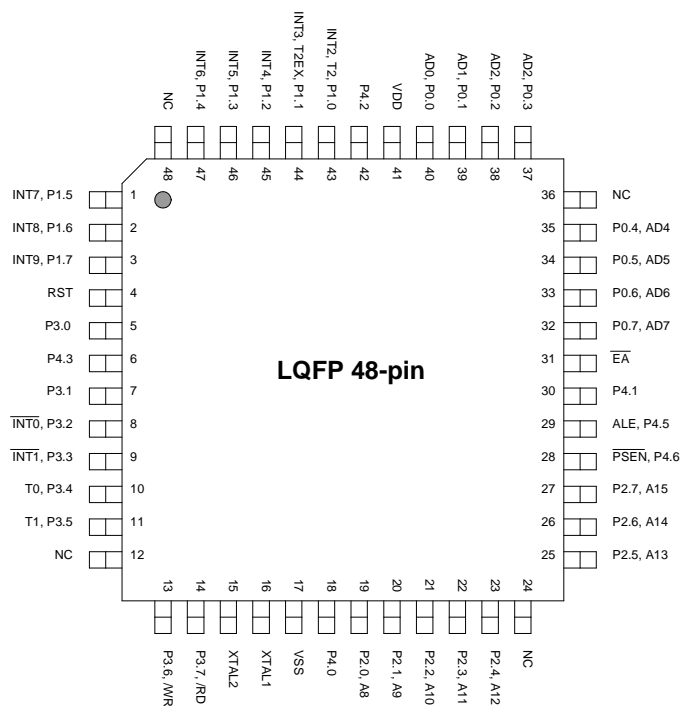 NC
INT6, P1.4
INT5, P1.3
INT4, P1.2
INT3, T2EX, P1.1
INT2, T2, P1.0
P4.2
VDD
AD0, P0.0
AD1, P0.1
AD2, P0.2
AD2, P0.3
48
47
46
45
44
43
42
41
40
39
38
37
INT7, P1.5 1
INT8, P1.6 2
INT9, P1.7 3
RST 4
P3.0 5
P4.3 6
P3.1 7
INT0, P3.2 8
INT1, P3.3 9
T0, P3.4 10
T1, P3.5 11
NC 12
LQFP 48-pin
36 NC
35 P0.4, AD4
34 P0.5, AD5
33 P0.6, AD6
32 P0.7, AD7
31 EA
30 P4.1
29 ALE, P4.5
28 PSEN, P4.6
27 P2.7, A15
26 P2.6, A14
25 P2.5, A13
13
14
15
16
17
18
19
20
21
22
23
24
P3.6, /WR
P3.7, /RD
XTAL2
XTAL1
VSS
P4.0
P2.0, A8
P2.1, A9
P2.2, A10
P2.3, A11
P2.4, A12
NC